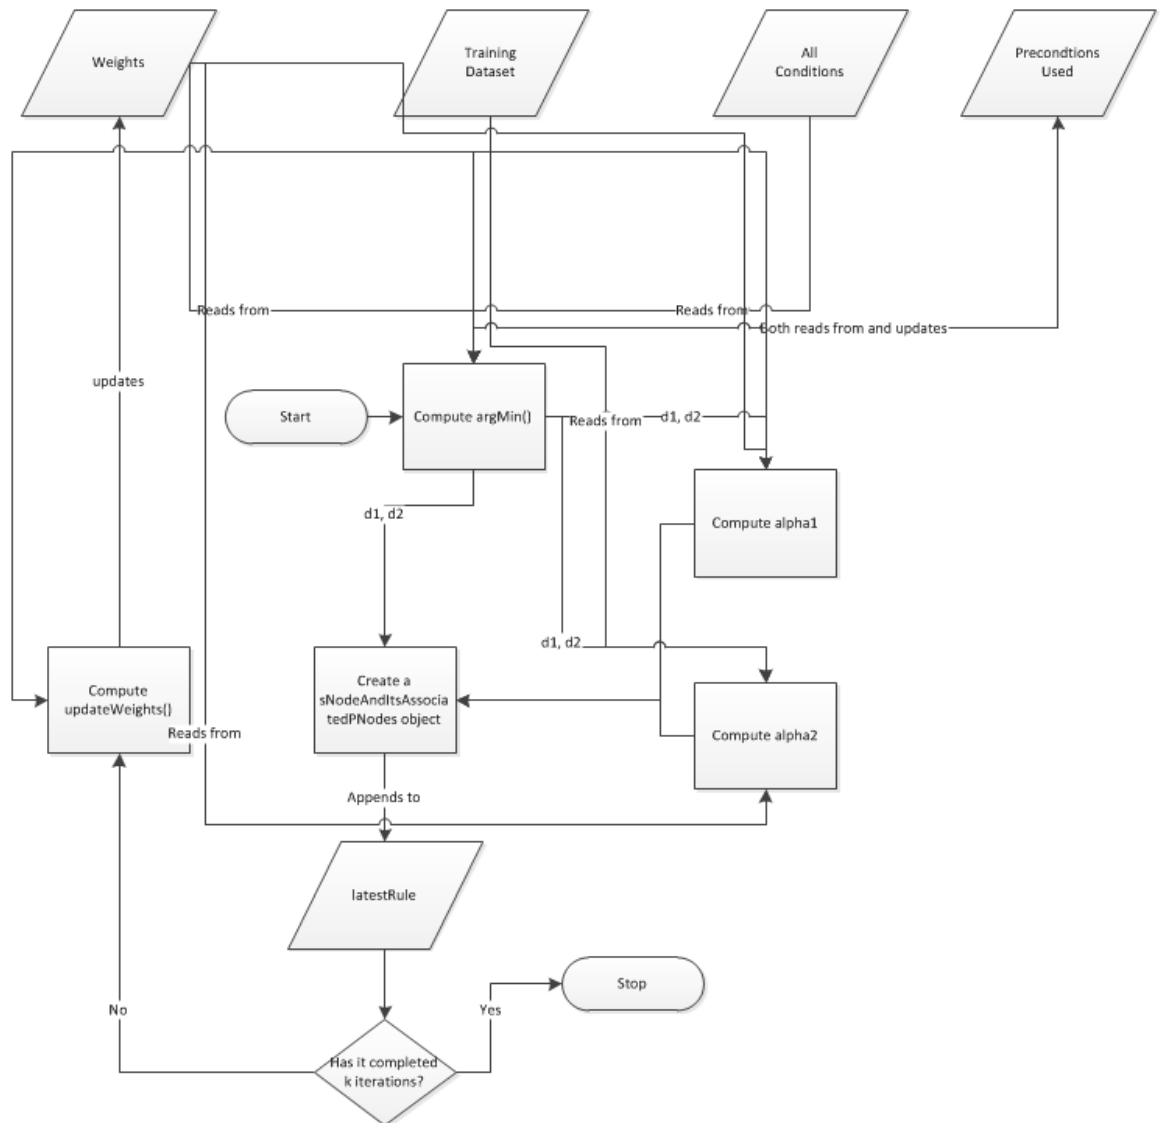 Weights
Training
Dataset
All
Conditions
Precondtions
Used
Reads from
Reads from
Both reads from and updates
updates
Start
Compute argMin()
Reads from
d1, d2
d1, d2
Compute alpha1
d1, d2
Compute
updateWeights()
Create a
sNodeAndItsAssocia
tedPNodes object
Reads from
Compute alpha2
Appends to
latestRule
Stop
No
Yes
Has it completed
k iterations?